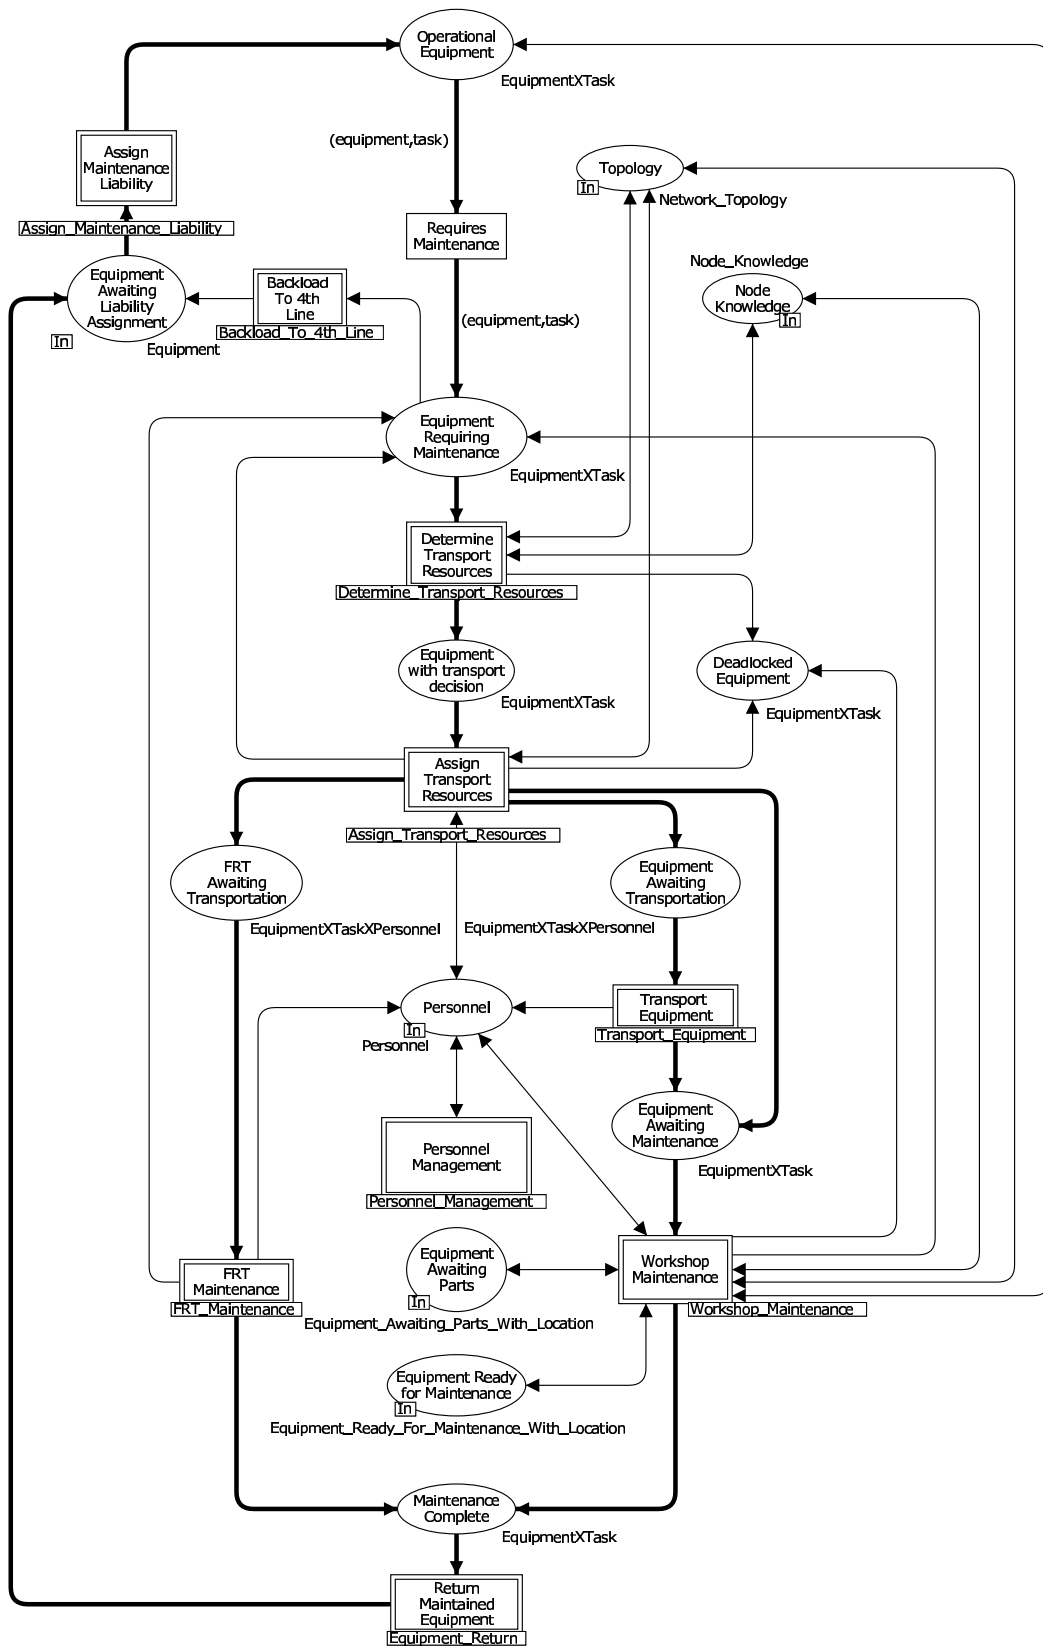 Operational
Equipment
EquipmentXTask
(equipment,task)
Assign
Maintenance
Liability
Topology
In
Network_Topology
Assign_Maintenance_Liability
Requires
Maintenance
Node_Knowledge
Equipment
Awaiting
Liability
Assignment
In
Equipment
Backload
To 4th
Line
Backload_To_4th_Line
Node
Knowledge
In
(equipment,task)
Equipment
Requiring
Maintenance
EquipmentXTask
Determine
Transport
Resources
Determine_Transport_Resources
Equipment
with transport
decision
EquipmentXTask
Deadlocked
Equipment
EquipmentXTask
Assign
Transport
Resources
Assign_Transport_Resources
FRT
Awaiting
Transportation
EquipmentXTaskXPersonnel
Equipment
Awaiting
Transportation
EquipmentXTaskXPersonnel
Personnel
In
Personnel
Transport
Equipment
Transport_Equipment
Equipment
Awaiting
Maintenance
EquipmentXTask
Personnel
Management
Personnel_Management
FRT
Maintenance
FRT_Maintenance
Equipment
Awaiting
Parts
In
Equipment_Awaiting_Parts_With_Location
Workshop
Maintenance
Workshop_Maintenance
Equipment Ready
for Maintenance
In
Equipment_Ready_For_Maintenance_With_Location
Maintenance
Complete
EquipmentXTask
Return
Maintained
Equipment
Equipment_Return